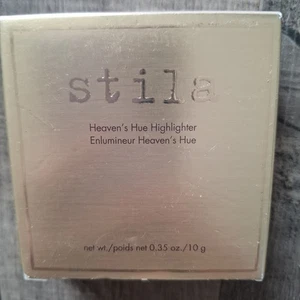 stila
Heaven's Hue Highlighter
Enlumineur Heaven's Hue
net wt./poids net 0.35 oz./10 g